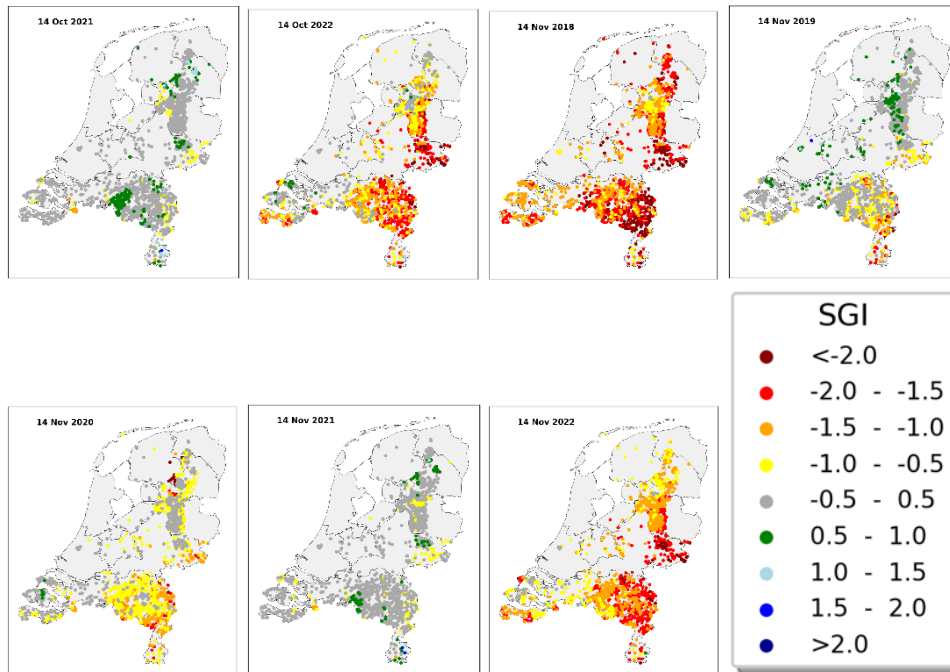 14 Oct 2021
14 Oct 2022
14 Nov 2018
14 Nov 2019
14 Nov 2020
14 Nov 2021
14 Nov 2022
SGI
<-2.0
-2.0 - -1.5
-1.5 - -1.0
-1.0 - -0.5
-0.5 - 0.5
0.5 - 1.0
1.0 - 1.5
1.5 - 2.0
>2.0